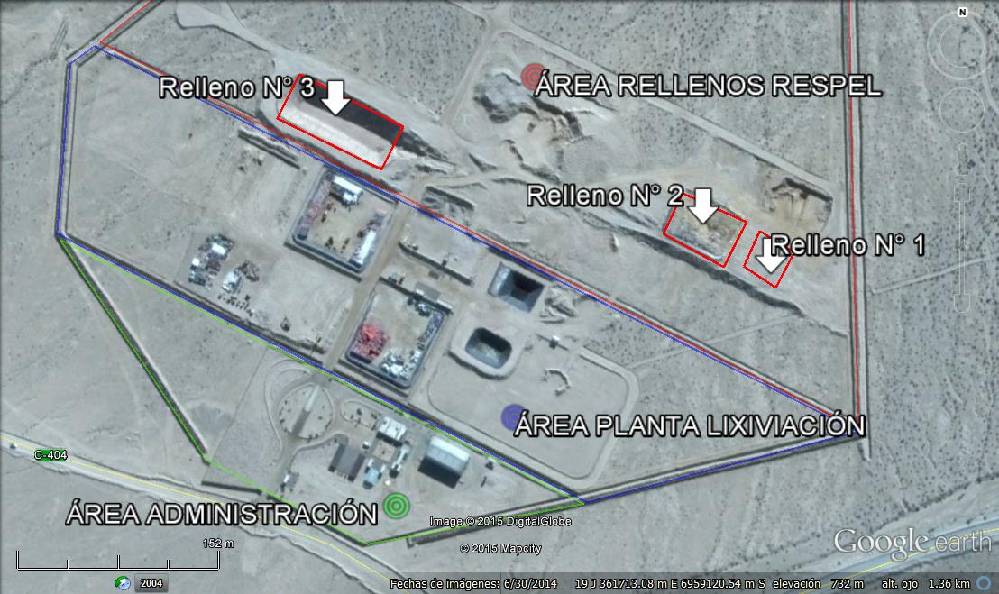 N
Relleno N° 3
ÁREA RELLENOS RESPEL
Relleno N° 2
Relleno N° 1
ÁREA PLANTA LIXIVIACIÓN
C-404
ÁREA ADMINISTRACIÓN
Image © 2015 DigitalGlobe
152 m
© 2015 Mapcity
Google earth
2004
Fechas de imágenes: 6/30/2014 19 J 361713.08 m E 6959120.54 m S elevación 732 m alt. ojo 1.36 km